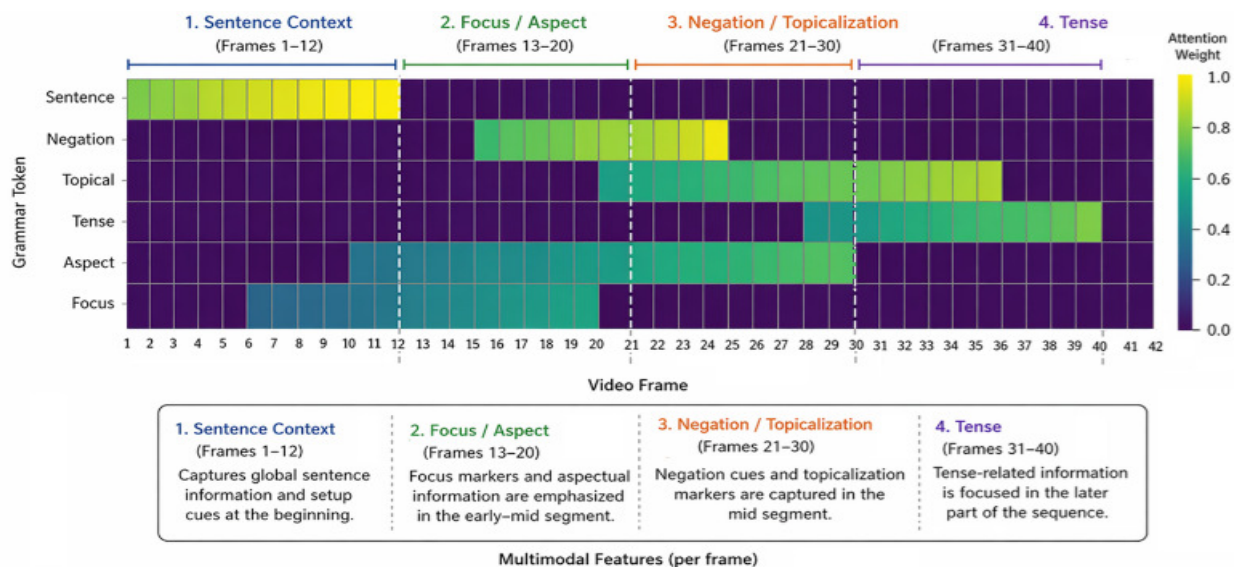 1. Sentence Context
(Frames 1–12)
2. Focus / Aspect
(Frames 13–20)
3. Negation / Topicalization
(Frames 21–30)
4. Tense
(Frames 31–40)
Attention
Weight
Grammar Token
Sentence
Negation
Topical
Tense
Aspect
Focus
1.0
0.8
0.6
0.4
0.2
0.0
1 2 3 4 5 6 7 8 9 10 11 12 13 14 15 16 17 18 19 20 21 22 23 24 25 26 27 28 29 30 31 32 33 34 35 36 37 38 39 40 41 42
Video Frame
1. Sentence Context
(Frames 1–12)
Captures global sentence
information and setup
cues at the beginning.
2. Focus / Aspect
(Frames 13–20)
Focus markers and aspectual
information are emphasized
in the early–mid segment.
3. Negation / Topicalization
(Frames 21–30)
Negation cues and topicalization
markers are captured in the
mid segment.
4. Tense
(Frames 31–40)
Tense-related information
is focused in the later
part of the sequence.
Multimodal Features (per frame)